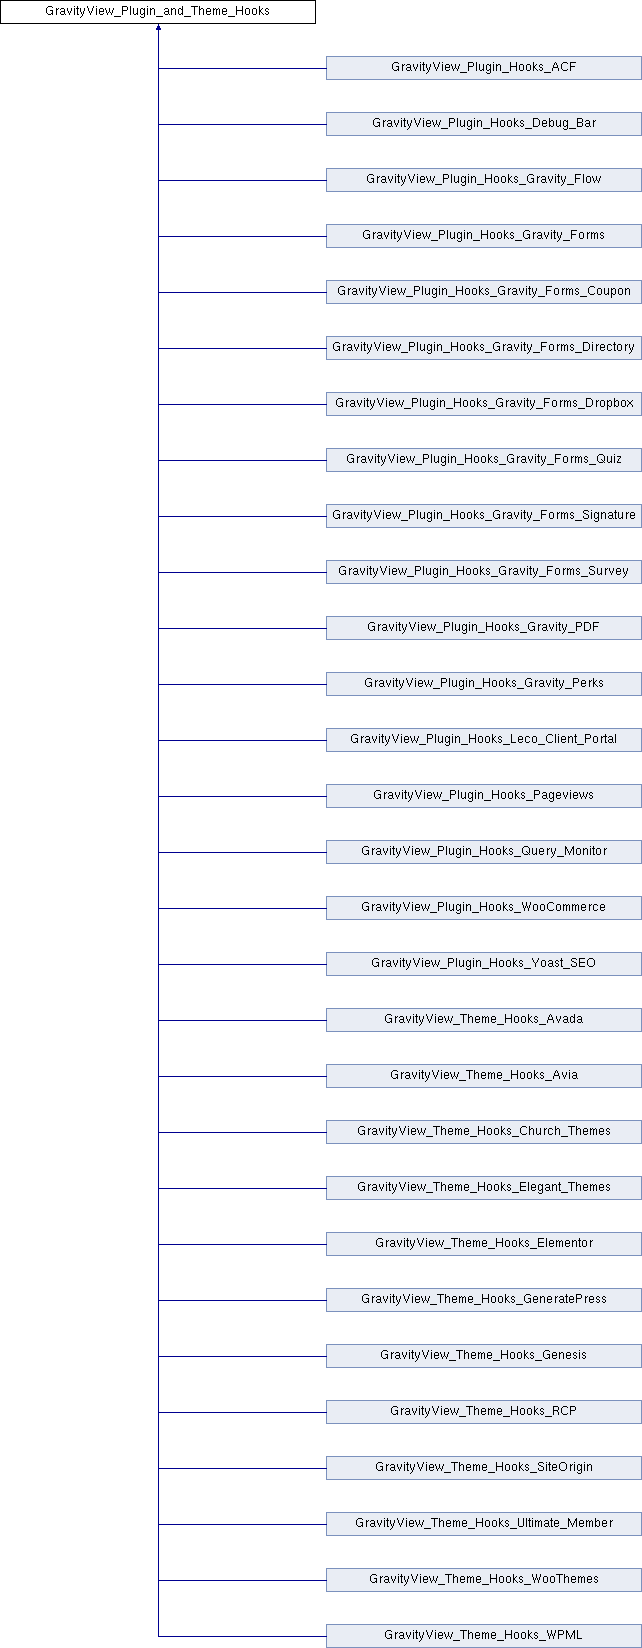 GravityView_Plugin_and_Theme_Hooks
GravityView_Plugin_Hooks_ACF
GravityView_Plugin_Hooks_Debug_Bar
GravityView_Plugin_Hooks_Gravity_Flow
GravityView_Plugin_Hooks_Gravity_Forms
GravityView_Plugin_Hooks_Gravity_Forms_Coupon
GravityView_Plugin_Hooks_Gravity_Forms_Directory
GravityView_Plugin_Hooks_Gravity_Forms_Dropbox
GravityView_Plugin_Hooks_Gravity_Forms_Quiz
GravityView_Plugin_Hooks_Gravity_Forms_Signature
GravityView_Plugin_Hooks_Gravity_Forms_Survey
GravityView_Plugin_Hooks_Gravity_PDF
GravityView_Plugin_Hooks_Gravity_Perks
GravityView_Plugin_Hooks_Leco_Client_Portal
GravityView_Plugin_Hooks_Pageviews
GravityView_Plugin_Hooks_Query_Monitor
GravityView_Plugin_Hooks_WooCommerce
GravityView_Plugin_Hooks_Yoast_SEO
GravityView_Theme_Hooks_Avada
GravityView_Theme_Hooks_Avia
GravityView_Theme_Hooks_Church_Themes
GravityView_Theme_Hooks_Elegant_Themes
GravityView_Theme_Hooks_Elementor
GravityView_Theme_Hooks_GeneratePress
GravityView_Theme_Hooks_Genesis
GravityView_Theme_Hooks_RCP
GravityView_Theme_Hooks_SiteOrigin
GravityView_Theme_Hooks_Ultimate_Member
GravityView_Theme_Hooks_WooThemes
GravityView_Theme_Hooks_WPML